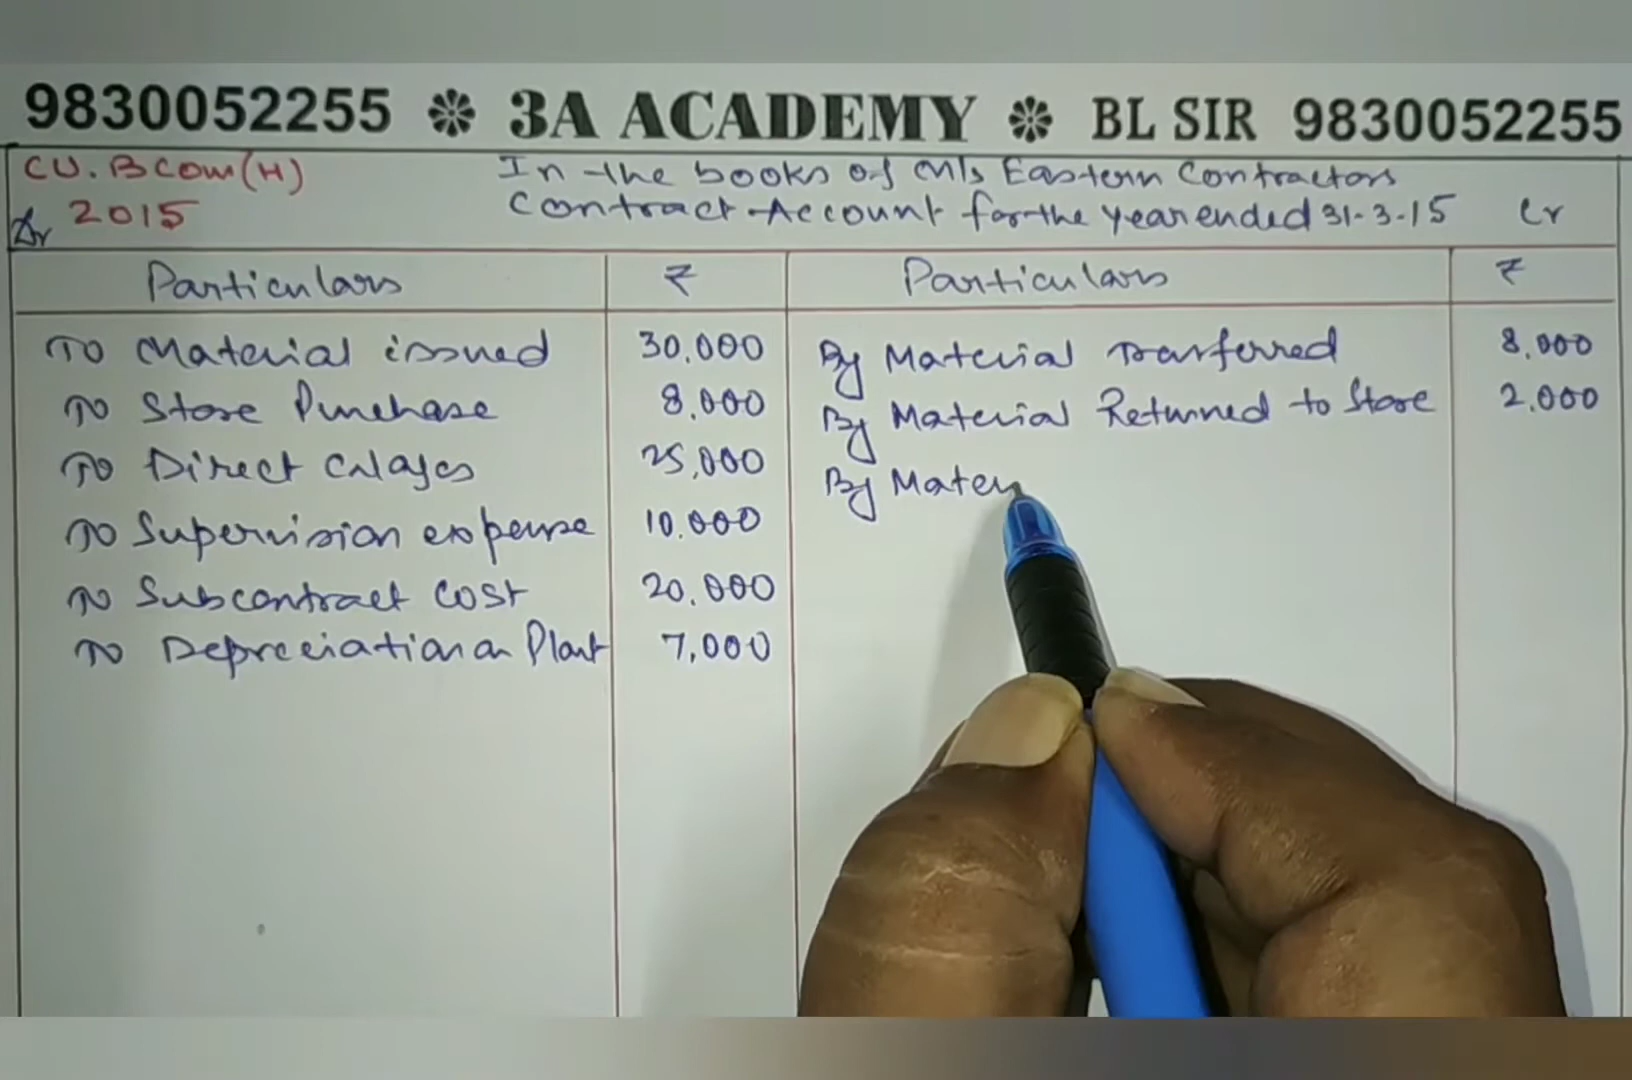 9830052255 ❋ 3A ACADEMY ❋ BL SIR 9830052255
CU. BCom(H)
2015
In the books of M/s Eastern Contractors
Contract Account for the year ended 31-3-15
Dr
Cr
Particulars ₹ Particulars ₹
To Material issued 30,000
To Store Purchase 8,000
To Direct
25,000
To Supervision expense 10,000
To Subcontract Cost 20,000
To Depreciation on Plant 7,000
By Material Transferred 8,000
By Material Returned to Store 2,000
By Mater